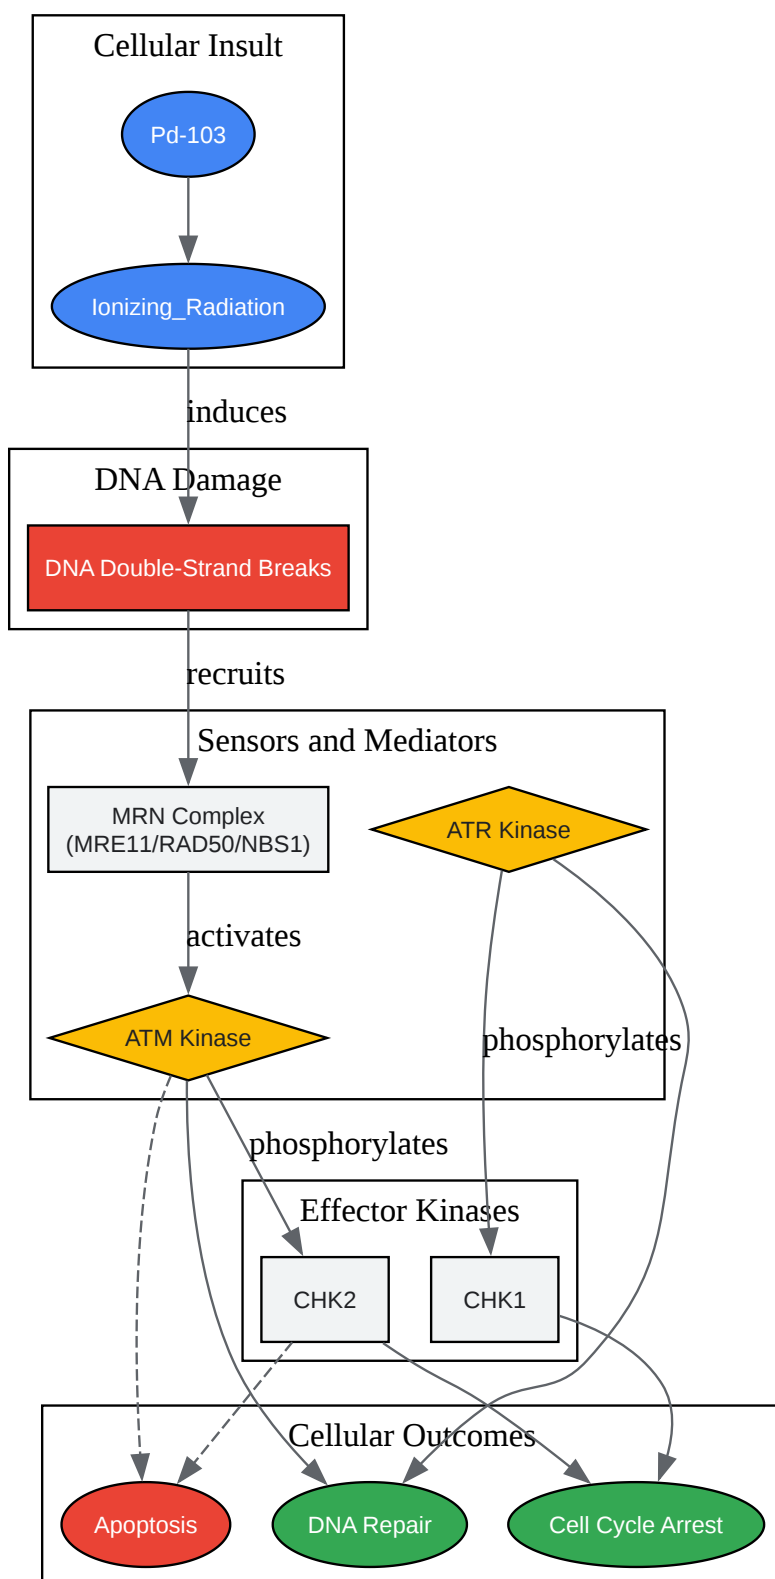 Cellular Insult
Pd-103
Ionizing_Radiation
induces
DNA Damage
DNA Double-Strand Breaks
recruits
Sensors and Mediators
MRN Complex
(MRE11/RAD50/NBS1)
ATR Kinase
activates
ATM Kinase
phosphorylates
phosphorylates
Effector Kinases
CHK2
CHK1
Cellular Outcomes
Apoptosis
DNA Repair
Cell Cycle Arrest